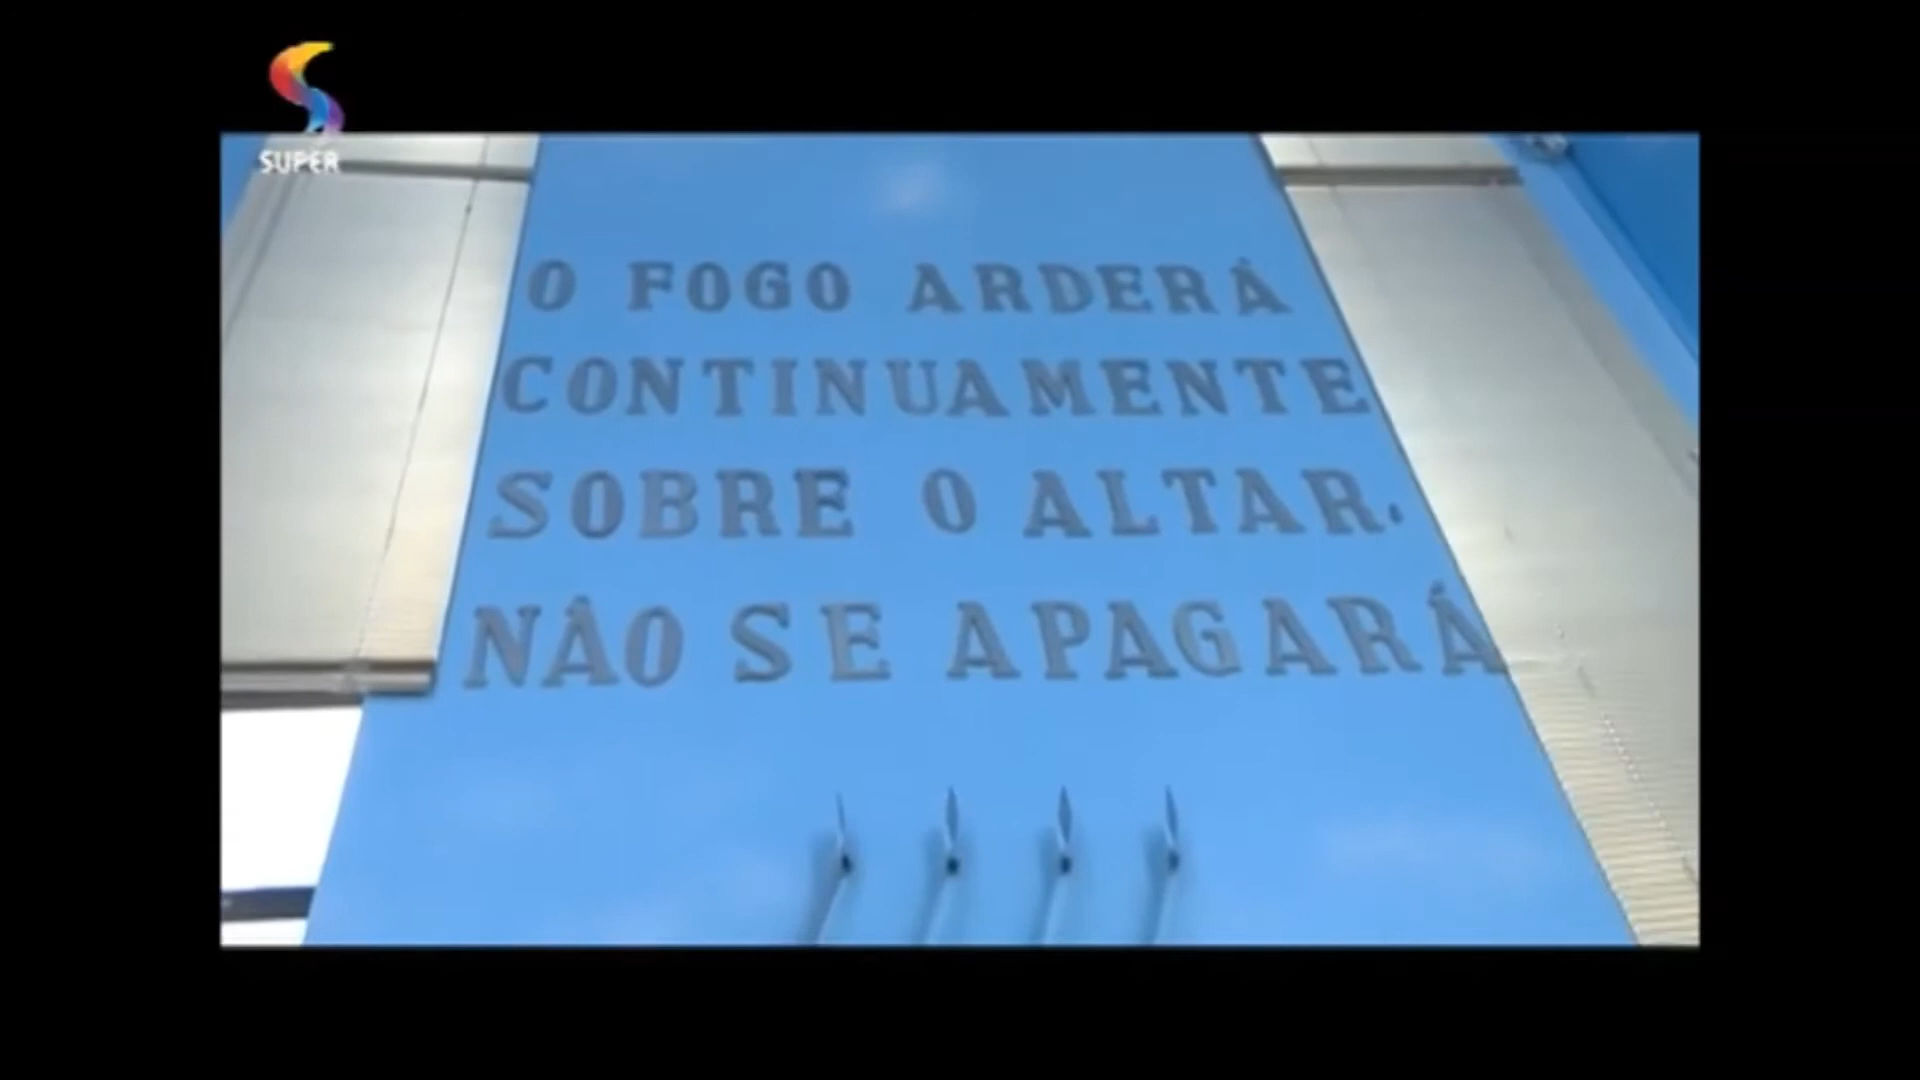 SUPER
O FOGO ARDERÁ
CONTINUAMENTE
SOBRE O ALTAR.
NÃO SE APAGARÁ